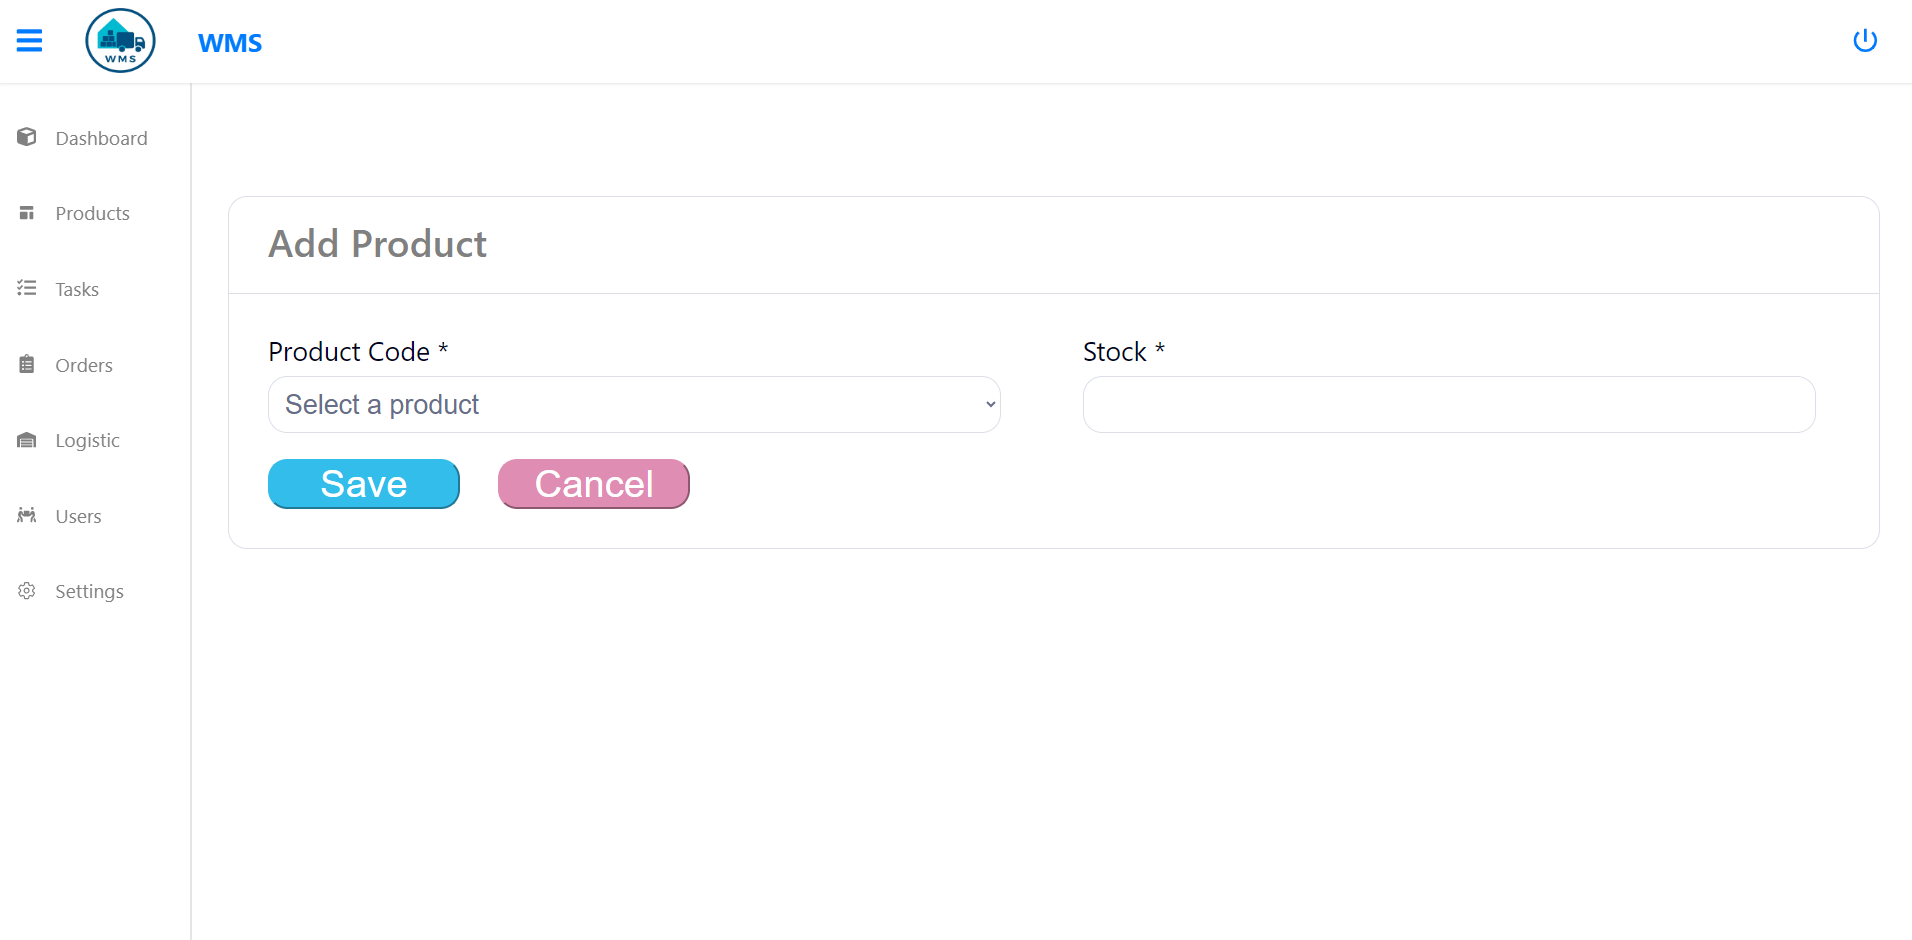 WMS
WMS
Dashboard
Products
Tasks
Orders
Logistic
Users
Settings
Add Product
Product Code *
Select a product
Stock *
Save
Cancel